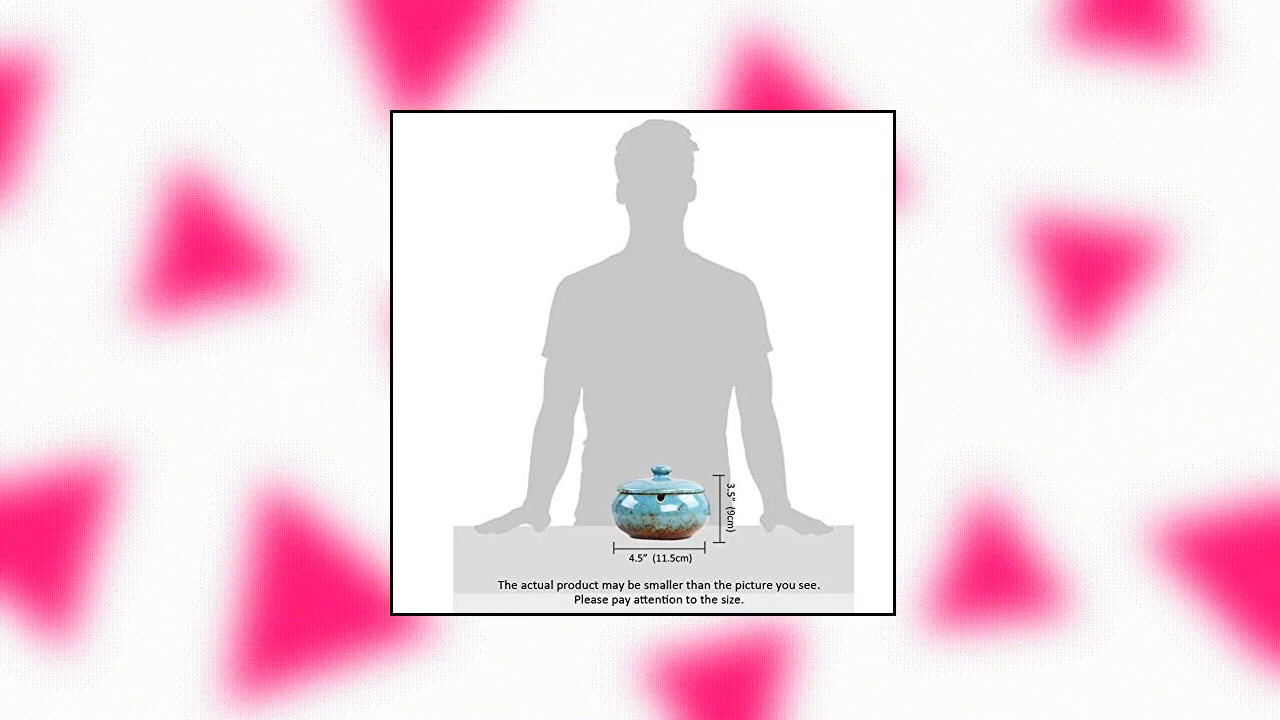 3.5" (9cm)
4.5" (11.5cm)
The actual product may be smaller than the picture you see.
Please pay attention to the size.